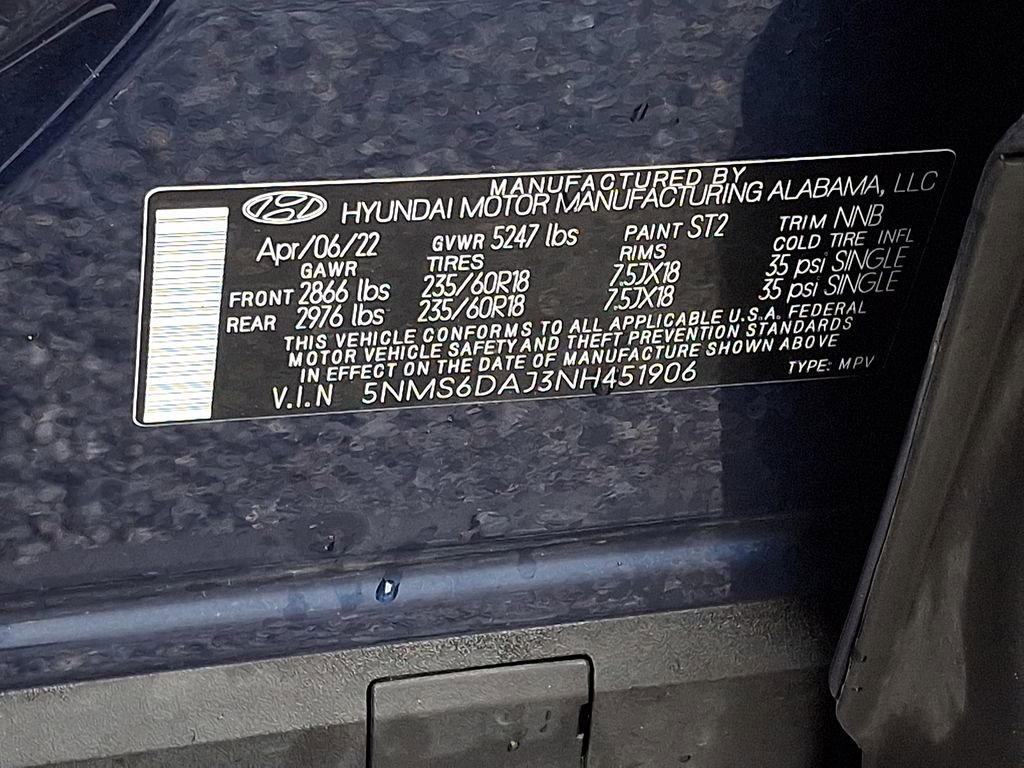 MANUFACTURED BY
HYUNDAI MOTOR MANUFACTURING ALABAMA, LLC
Apr/06/22 GVWR 5247 lbs PAINT ST2 TRIM NNB
GAWR TIRES RIMS COLD TIRE INFL
FRONT 2866 lbs 235/60R18 7.5JX18 35 psi SINGLE
REAR 2976 lbs 235/60R18 7.5JX18 35 psi SINGLE
THIS VEHICLE CONFORMS TO ALL APPLICABLE U.S.A. FEDERAL
MOTOR VEHICLE SAFETY AND THEFT PREVENTION STANDARDS
IN EFFECT ON THE DATE OF MANUFACTURE SHOWN ABOVE
V.I.N 5NMS6DAJ3NH451906 TYPE: MPV